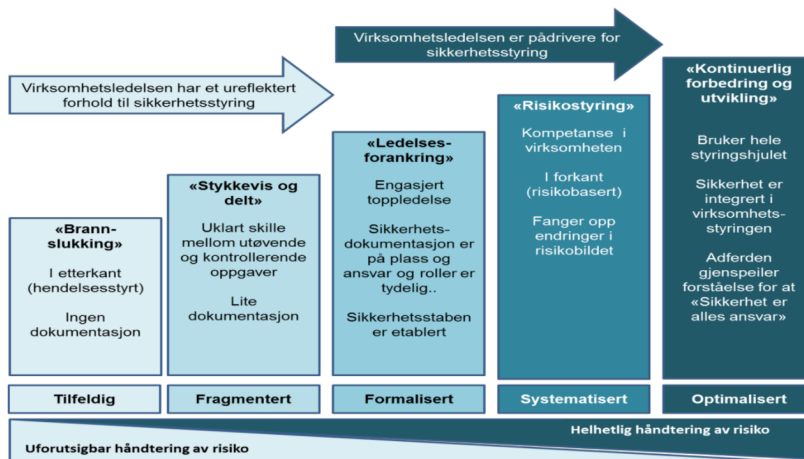 Virksomhetsledelsen er pådrivere for
sikkerhetsstyring
Virksomhetsledelsen har et ureflektert
forhold til sikkerhetsstyring
«Brann-
slukking»
I etterkant
(hendelsesstyrt)
Ingen
dokumentasjon
«Stykkevis og
delt»
Uklart skille
mellom utøvende
og kontrollerende
oppgaver
Lite
dokumentasjon
«Ledelses-
forankring»
Engasjert
toppledelse
Sikkerhets-
dokumentasjon er
på plass og
ansvar og roller er
tydelig..
Sikkerhetsstaben
er etablert
«Risikostyring»
Kompetanse i
virksomheten
I forkant
(risikobasert)
Fanger opp
endringer i
risikobildet
«Kontinuerlig
forbedring og
utvikling»
Bruker hele
styringshjulet
Sikkerhet er
integrert i
virksomhets-
styringen
Adferden
gjenspeiler
forståelse for at
«Sikkerhet er
alles ansvar»
Tilfeldig
Fragmentert
Formalisert
Systematisert
Optimalisert
Helhetlig håndtering av risiko
Uforutsigbar håndtering av risiko